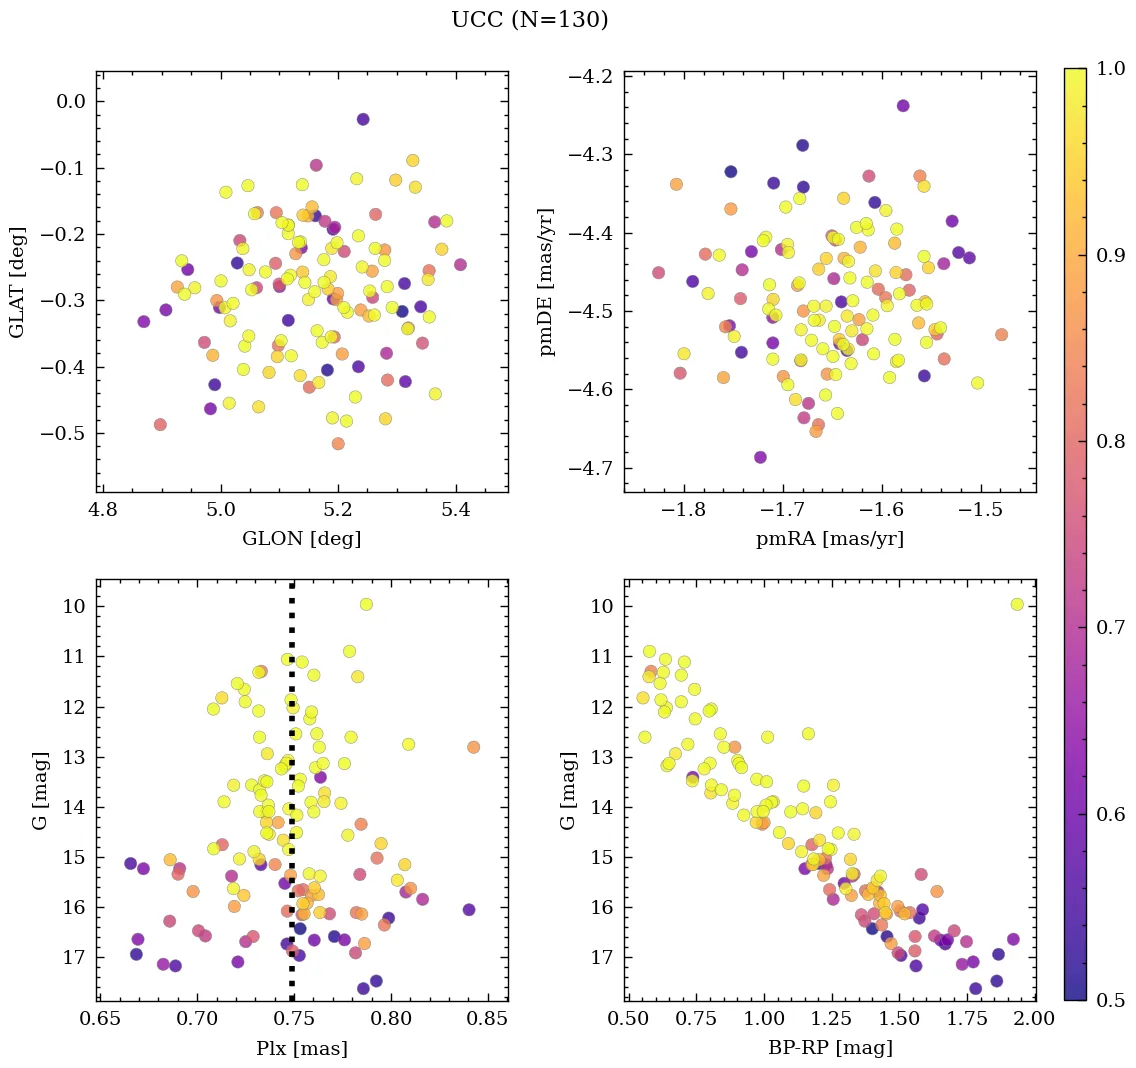 UCC (N=130)
0.0
−0.1
−0.2
−0.3
−0.4
−0.5
GLAT [deg]
4.8 5.0 5.2 5.4
GLON [deg]
−4.2
−4.3
−4.4
−4.5
−4.6
−4.7
pmDE [mas/yr]
−1.8 −1.7 −1.6 −1.5
pmRA [mas/yr]
10
11
12
13
14
15
16
17
G [mag]
0.65 0.70 0.75 0.80 0.85
Plx [mas]
10
11
12
13
14
15
16
17
G [mag]
0.50 0.75 1.00 1.25 1.50 1.75 2.00
BP-RP [mag]
1.0
0.9
0.8
0.7
0.6
0.5